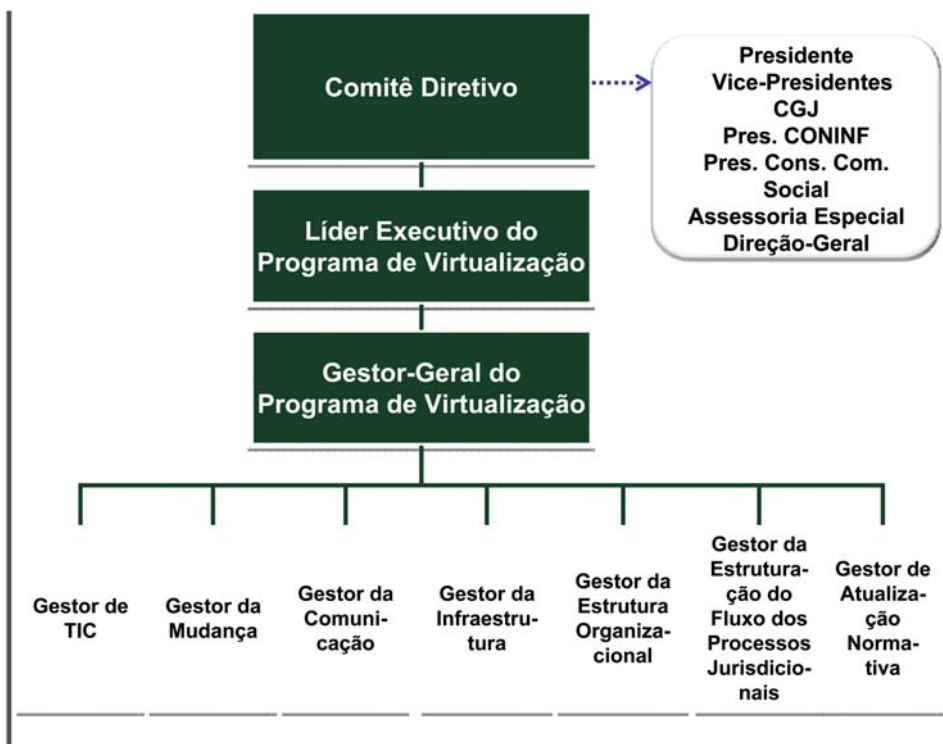 Comitê Diretivo
Presidente
Vice-Presidentes
CGJ
Pres. CONINF
Pres. Cons. Com.
Social
Assessoria Especial
Direção-Geral
Líder Executivo do
Programa de Virtualização
Gestor-Geral do
Programa de Virtualização
Gestor de
TIC
Gestor da
Mudança
Gestor da
Comuni-
cação
Gestor da
Infraestru-
tura
Gestor da
Estrutura
Organiza-
cional
Gestor da
Estrutura-
ção do
Fluxo dos
Processos
Jurisdicio-
nais
Gestor de
Atualiza-
ção
Norma-
tiva